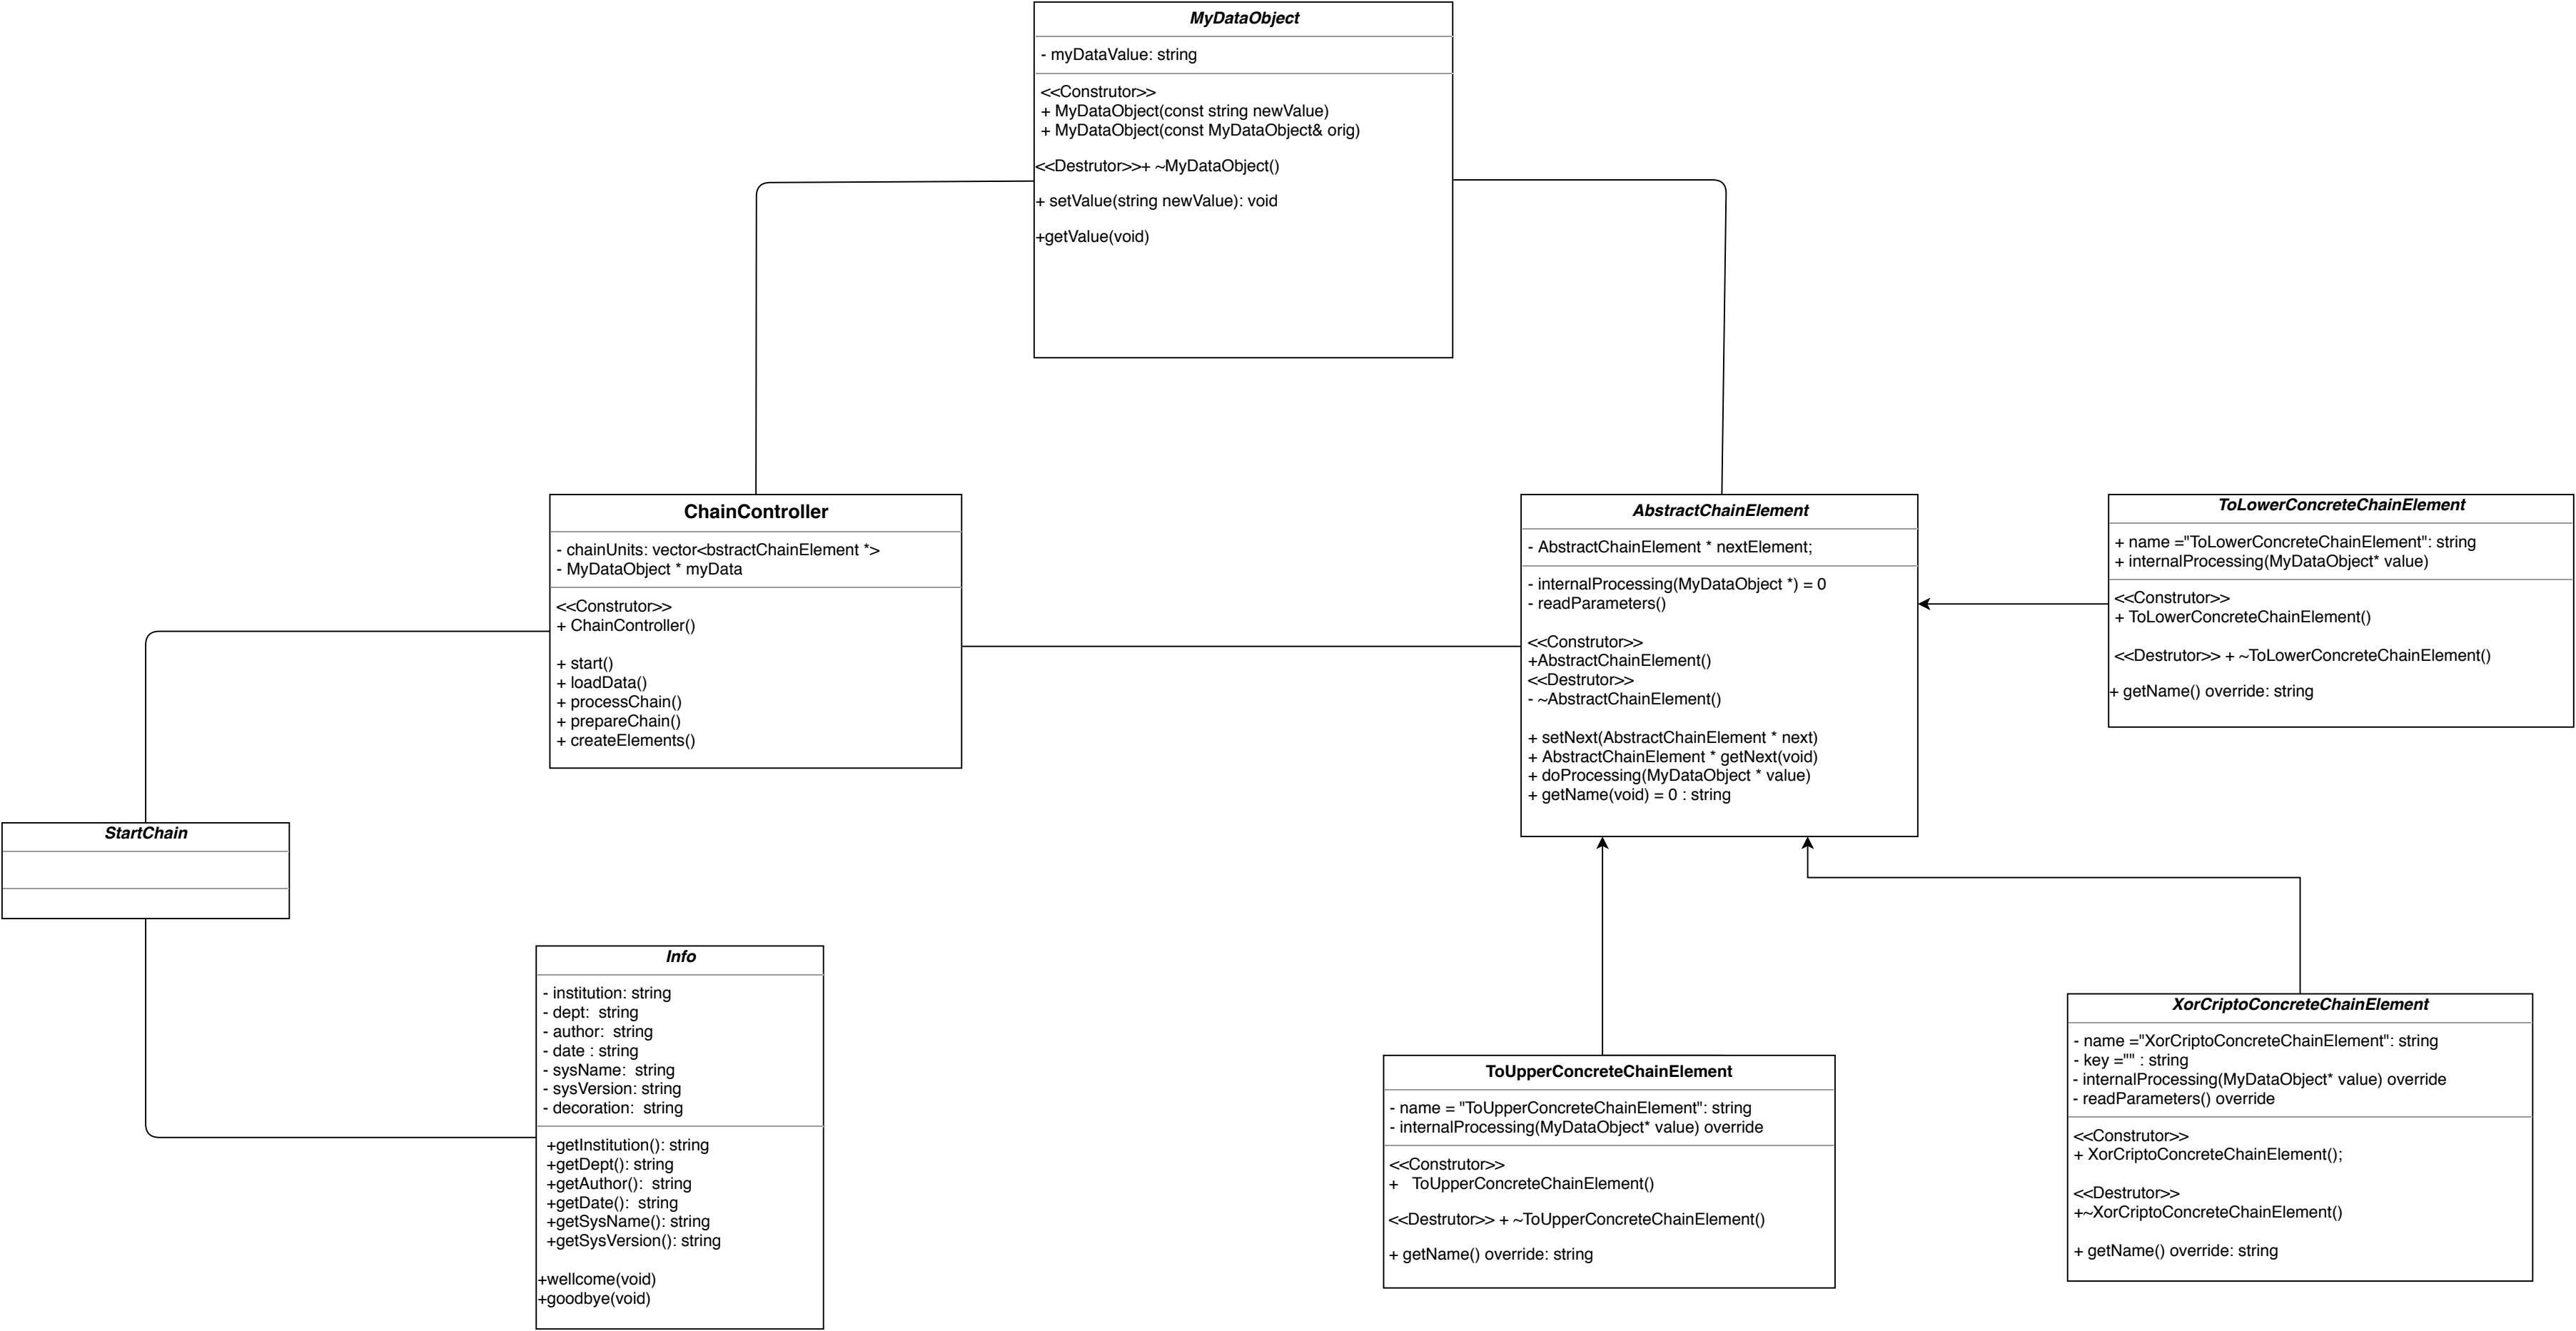 MyDataObject
- myDataValue: string
<<Construtor>>
+ MyDataObject(const string newValue)
+ MyDataObject(const MyDataObject& orig)
<<Destrutor>>+ ~MyDataObject()
+ setValue(string newValue): void
+getValue(void)
ChainController
- chainUnits: vector<bstractChainElement *>
- MyDataObject * myData
<<Construtor>>
+ ChainController()
+ start()
+ loadData()
+ processChain()
+ prepareChain()
+ createElements()
AbstractChainElement
- AbstractChainElement * nextElement;
- internalProcessing(MyDataObject *) = 0
- readParameters()
<<Construtor>>
+AbstractChainElement()
<<Destrutor>>
- ~AbstractChainElement()
+ setNext(AbstractChainElement * next)
+ AbstractChainElement * getNext(void)
+ doProcessing(MyDataObject * value)
+ getName(void) = 0 : string
ToLowerConcreteChainElement
+ name ="ToLowerConcreteChainElement": string
+ internalProcessing(MyDataObject* value)
<<Construtor>>
+ ToLowerConcreteChainElement()
<<Destrutor>> + ~ToLowerConcreteChainElement()
+ getName() override: string
StartChain
Info
- institution: string
- dept:  string
- author:  string
- date : string
- sysName:  string
- sysVersion: string
- decoration:  string
+getInstitution(): string
+getDept(): string
+getAuthor():  string
+getDate():  string
+getSysName(): string
+getSysVersion(): string
+wellcome(void)
+goodbye(void)
ToUpperConcreteChainElement
- name = "ToUpperConcreteChainElement": string
- internalProcessing(MyDataObject* value) override
<<Construtor>>
+   ToUpperConcreteChainElement()
<<Destrutor>> + ~ToUpperConcreteChainElement()
+ getName() override: string
XorCriptoConcreteChainElement
- name ="XorCriptoConcreteChainElement": string
- key ="" : string
- internalProcessing(MyDataObject* value) override
- readParameters() override
<<Construtor>>
+ XorCriptoConcreteChainElement();
<<Destrutor>>
+~XorCriptoConcreteChainElement()
+ getName() override: string